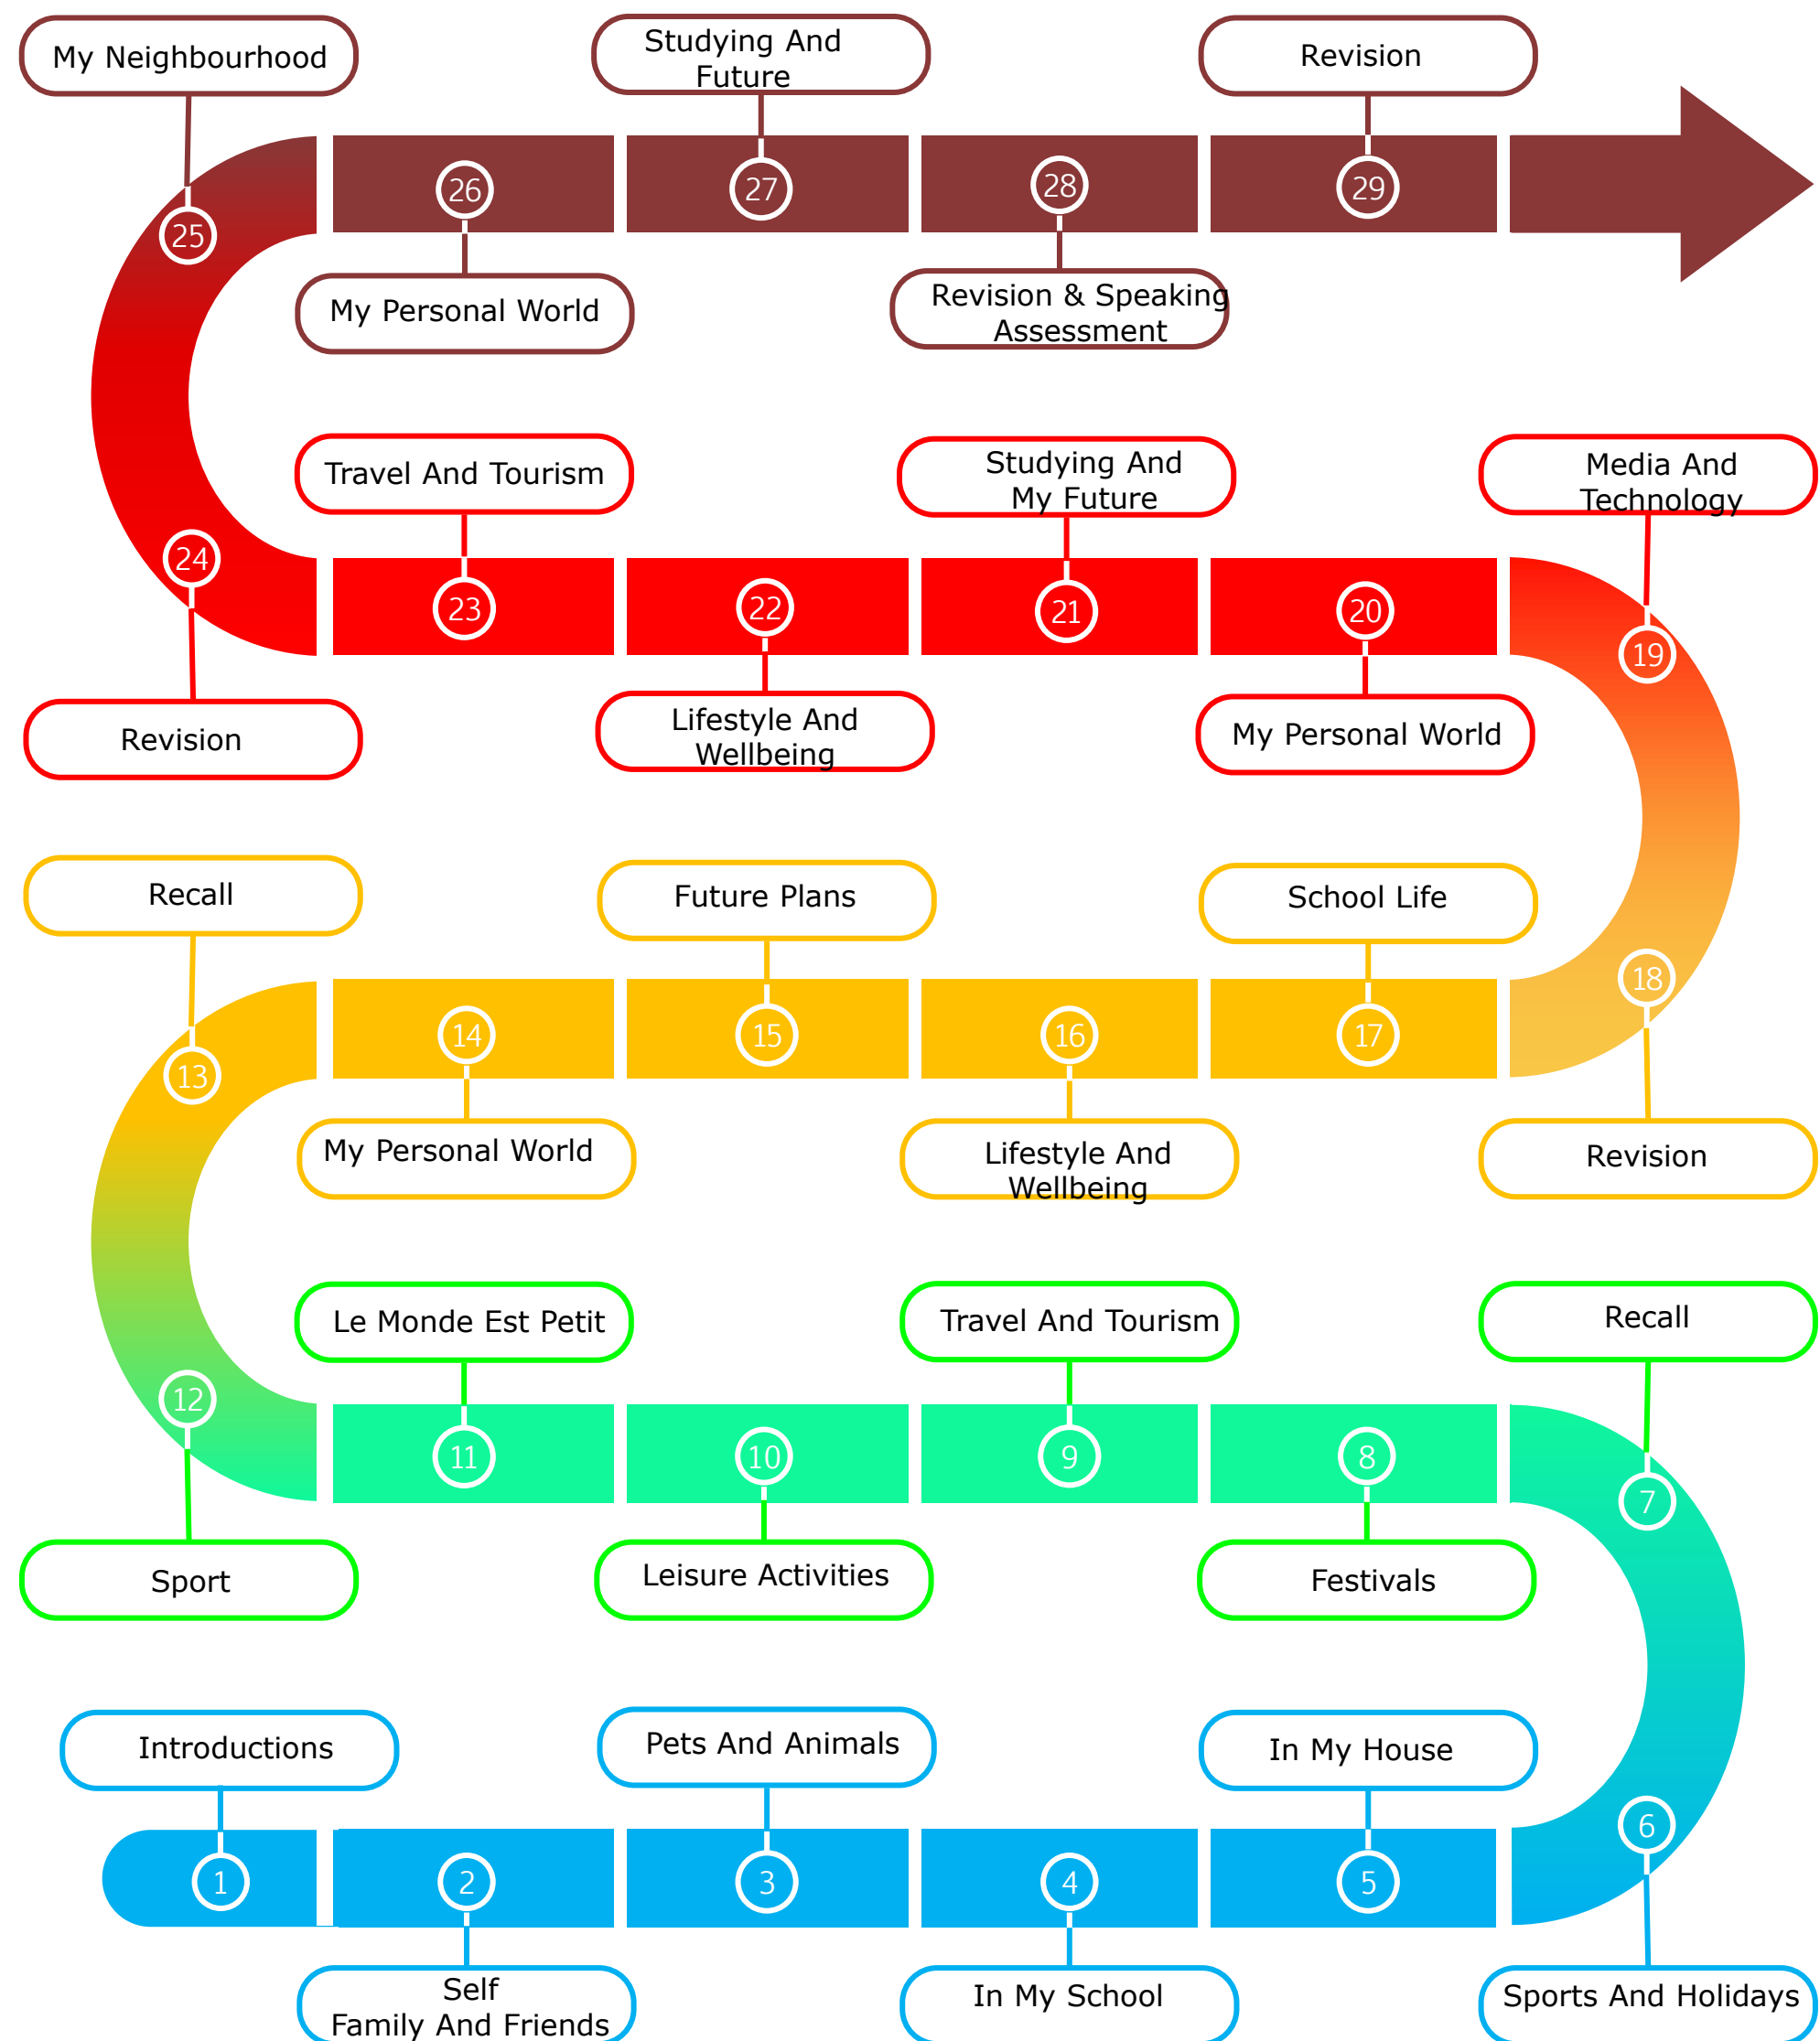 My Neighbourhood
Studying And
Future
Revision
25
26
27
28
29
My Personal World
Revision & Speaking
Assessment
Travel And Tourism
Studying And
My Future
Media And
Technology
24
23
22
21
20
19
Revision
Lifestyle And
Wellbeing
My Personal World
Recall
Future Plans
School Life
13
14
15
16
17
18
My Personal World
Lifestyle And
Wellbeing
Revision
Le Monde Est Petit
Travel And Tourism
Recall
12
11
10
9
8
7
Sport
Leisure Activities
Festivals
Introductions
Pets And Animals
In My House
1
2
3
4
5
6
Self
Family And Friends
In My School
Sports And Holidays